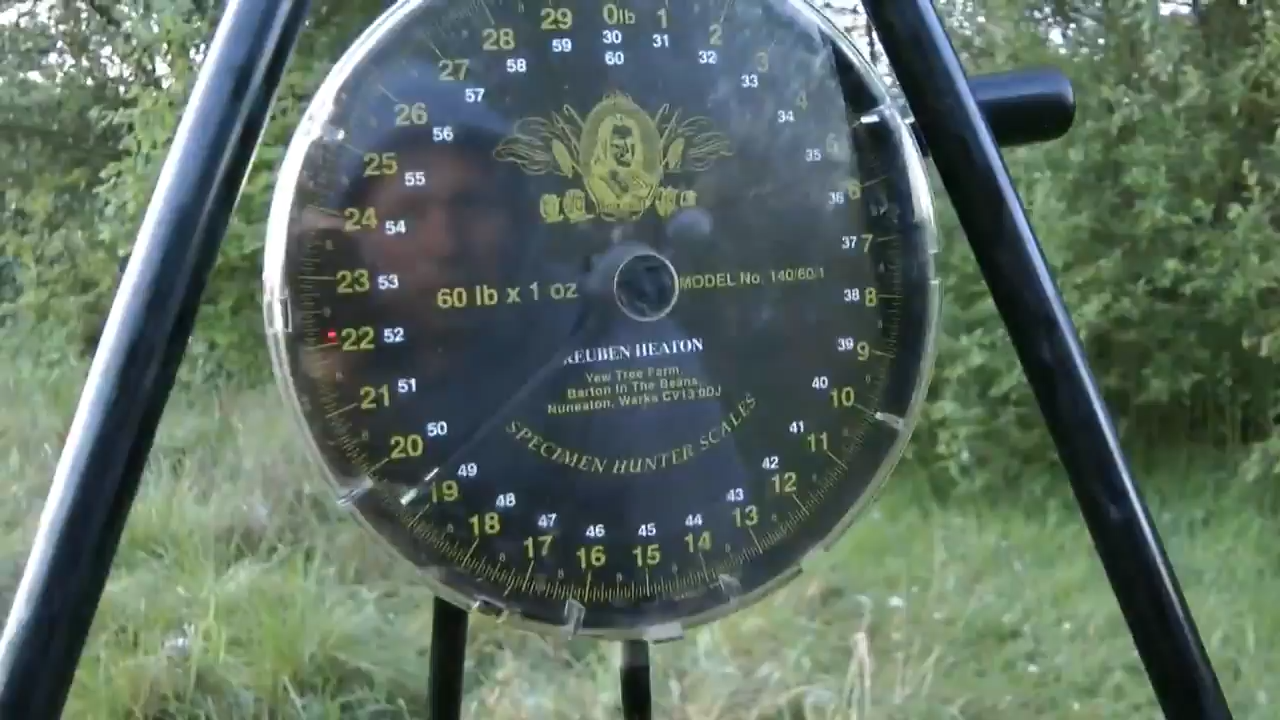 29 0lb 1
28 59 30 31 2
27 58 60 32 3
57 33
26 56 34 4
25 55 35 5
24 54 36 6
23 53 37 7
60 lb x 1 oz MODEL No. 140/60/1
22 52 38 8
REUBEN HEATON
Yew Tree Farm,
Barton In The Beans,
Nuneaton, Warks CV13 0DJ
SPECIMEN HUNTER SCALES
21 51 39 9
20 50 40 10
19 49 41 11
18 48 42 12
17 47 43 13
16 46 44 14
45 15